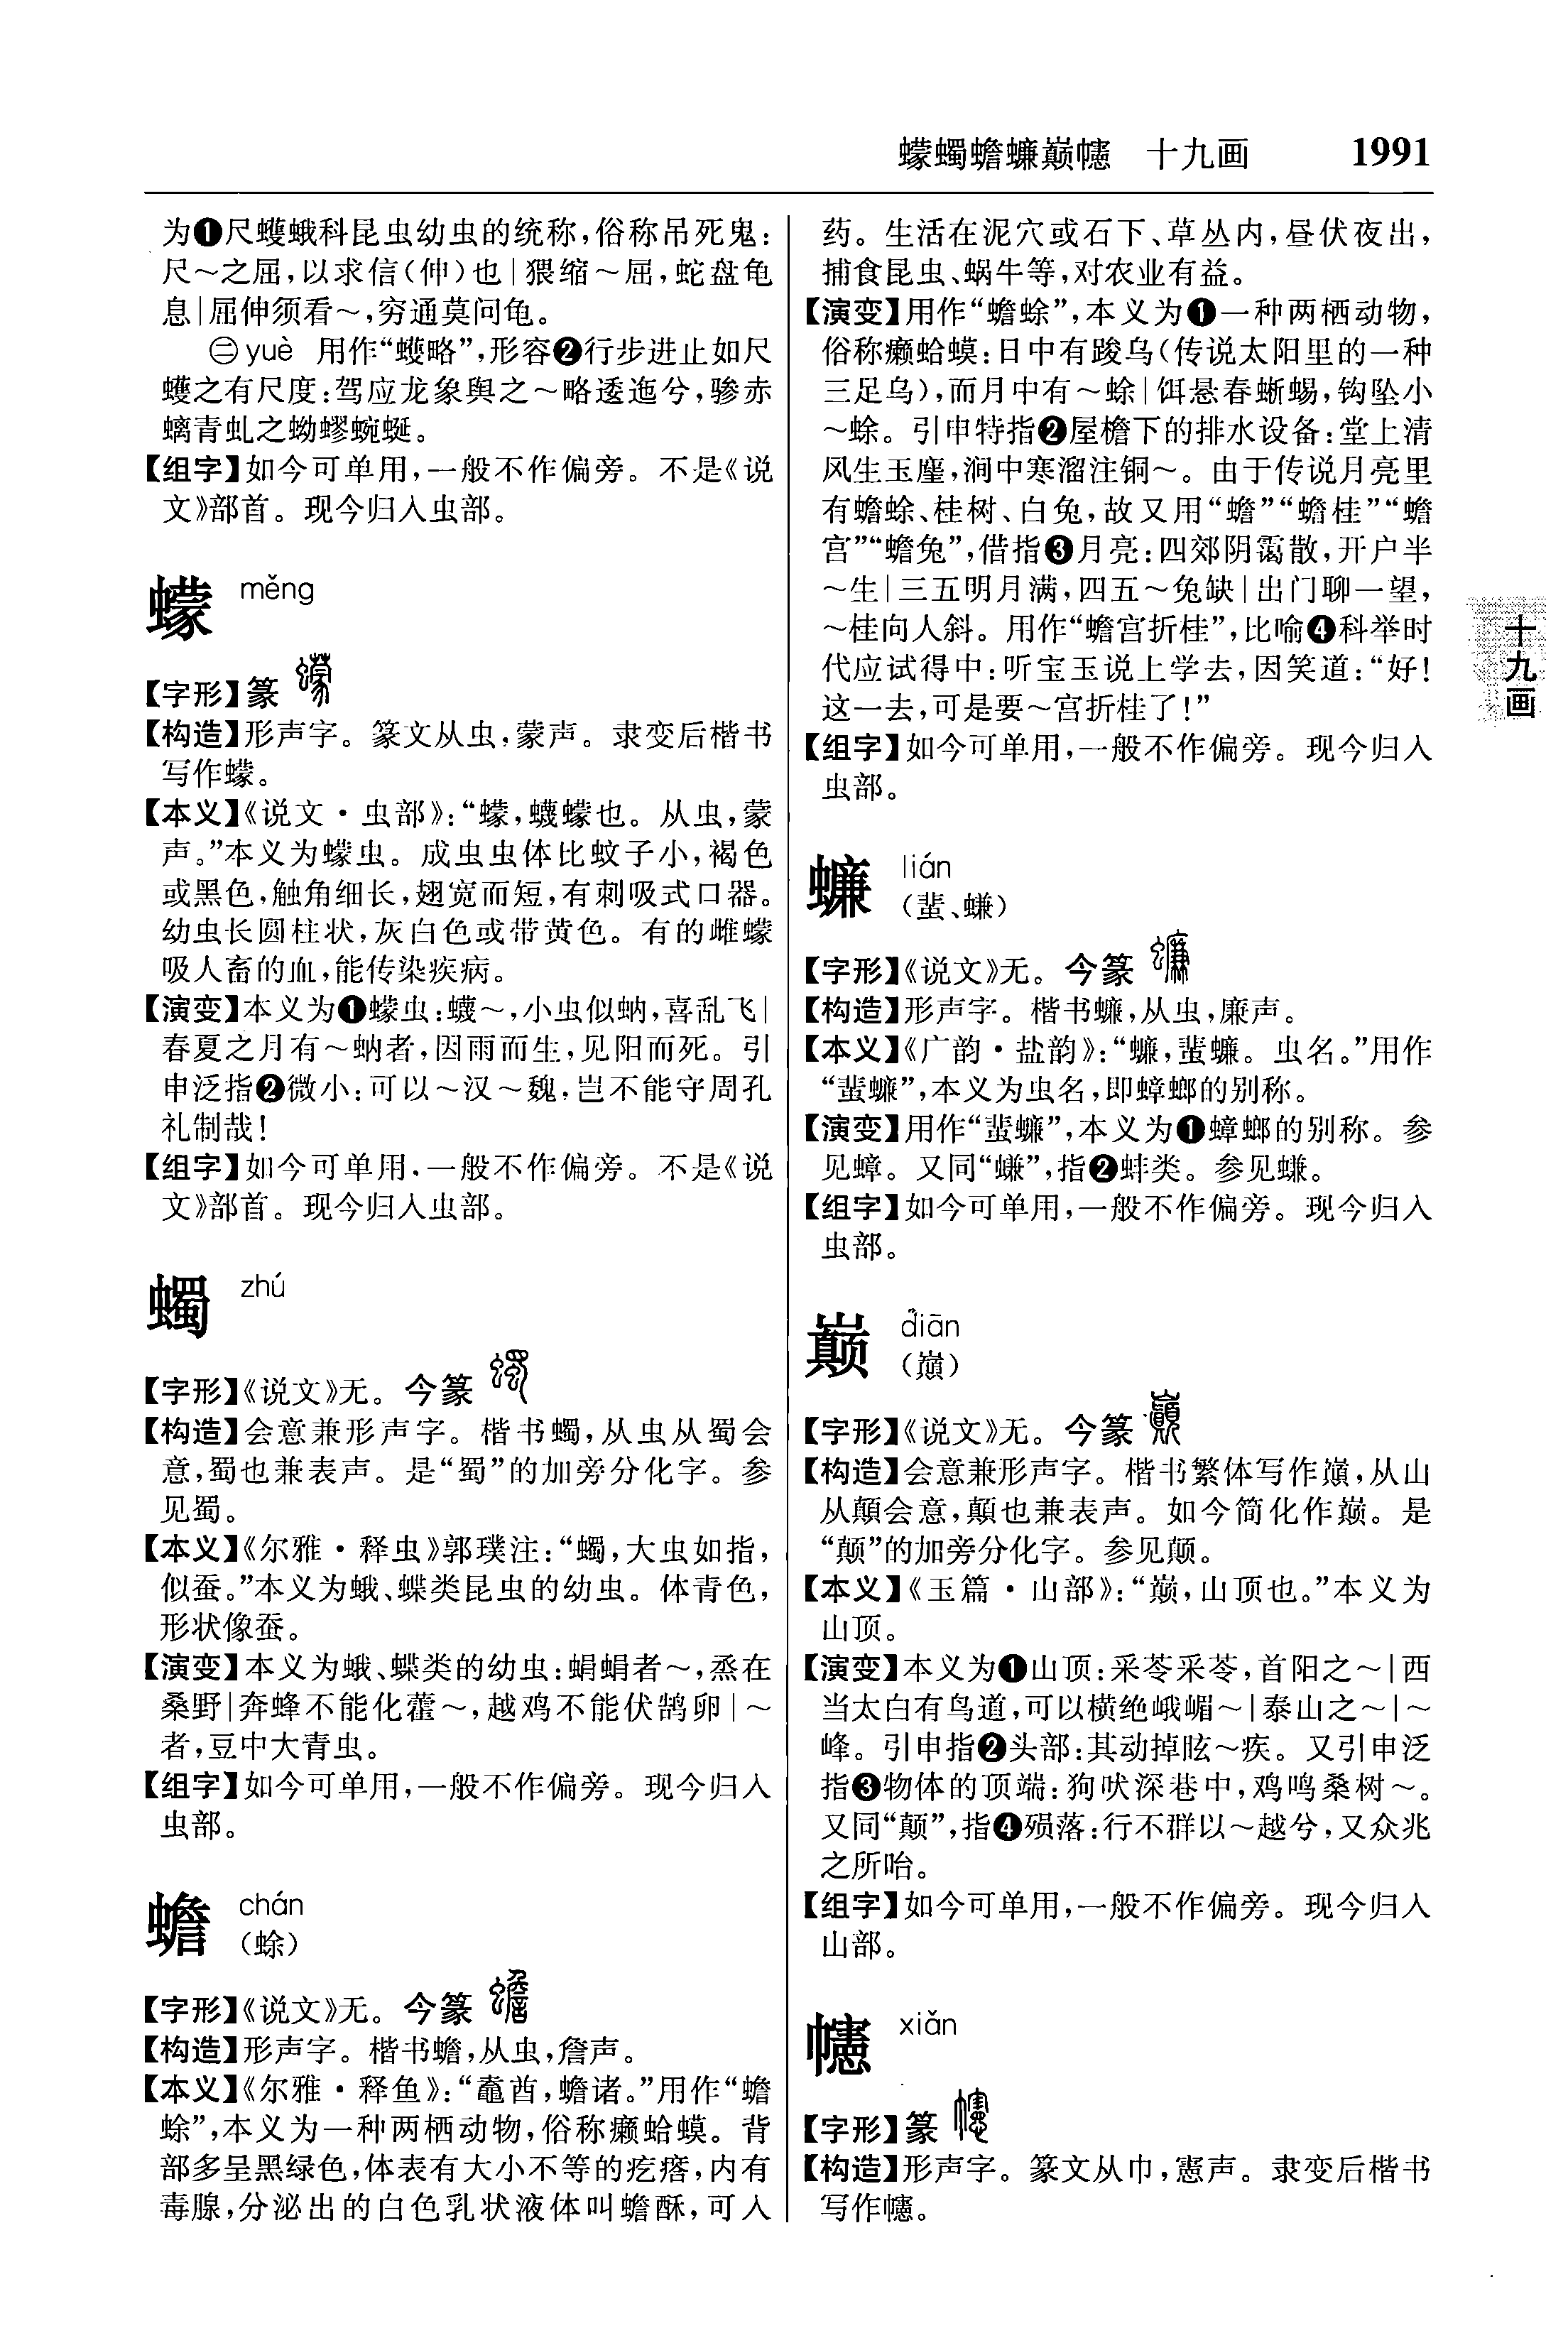 蠓蠋蟾蠊巅幰　十九画　1991
为❶尺蠖蛾科昆虫幼虫的统称，俗称吊死鬼：
尺～之屈，以求信（伸）也｜猥缩～屈，蛇盘龟
息｜屈伸须看～，穷通莫问龟。
㊁yuè　用作“蠖略”，形容❷行步进止如尺
蠖之有尺度：驾应龙象舆之～略逶迤兮，骖赤
螭青虬之蚴蟉蜿蜒。
【组字】如今可单用，一般不作偏旁。不是《说
文》部首。现今归入虫部。
蠓　měng
【字形】篆
【构造】形声字。篆文从虫，蒙声。隶变后楷书
写作蠓。
【本义】《说文·虫部》：“蠓，蠛蠓也。从虫，蒙
声。”本义为蠓虫。成虫虫体比蚊子小，褐色
或黑色，触角细长，翅宽而短，有刺吸式口器。
幼虫长圆柱状，灰白色或带黄色。有的雌蠓
吸人畜的血，能传染疾病。
【演变】本义为❶蠓虫：蠛～，小虫似蚋，喜乱飞｜
春夏之月有～蚋者，因雨而生，见阳而死。引
申泛指❷微小：可以～汉～魏，岂不能守周孔
礼制哉！
【组字】如今可单用，一般不作偏旁。不是《说
文》部首。现今归入虫部。
蠋　zhú
【字形】《说文》无。今篆
【构造】会意兼形声字。楷书蠋，从虫从蜀会
意，蜀也兼表声。是“蜀”的加旁分化字。参
见蜀。
【本义】《尔雅·释虫》郭璞注：“蠋，大虫如指，
似蚕。”本义为蛾、蝶类昆虫的幼虫。体青色，
形状像蚕。
【演变】本义为蛾、蝶类的幼虫：蜎蜎者～，烝在
桑野｜奔蜂不能化藿～，越鸡不能伏鹄卵｜～
者，豆中大青虫。
【组字】如今可单用，一般不作偏旁。现今归入
虫部。
蟾　chán
（蜍）
【字形】《说文》无。今篆
【构造】形声字。楷书蟾，从虫，詹声。
【本义】《尔雅·释鱼》：“鼁𪓰，蟾诸。”用作“蟾
蜍”，本义为一种两栖动物，俗称癞蛤蟆。背
部多呈黑绿色，体表有大小不等的疙瘩，内有
毒腺，分泌出的白色乳状液体叫蟾酥，可入
药。生活在泥穴或石下、草丛内，昼伏夜出，
捕食昆虫、蜗牛等，对农业有益。
【演变】用作“蟾蜍”，本义为❶一种两栖动物，
俗称癞蛤蟆：日中有踆乌（传说太阳里的一种
三足乌），而月中有～蜍｜饵悬春蜥蜴，钩坠小
～蜍。引申特指❷屋檐下的排水设备：堂上清
风生玉麈，涧中寒溜注铜～。由于传说月亮里
有蟾蜍、桂树、白兔，故又用“蟾”“蟾桂”“蟾
宫”“蟾兔”，借指❸月亮：四郊阴霭散，开户半
～生｜三五明月满，四五～兔缺｜出门聊一望，
～桂向人斜。用作“蟾宫折桂”，比喻❹科举时
代应试得中：听宝玉说上学去，因笑道：“好！
这一去，可是要～宫折桂了！”
【组字】如今可单用，一般不作偏旁。现今归入
虫部。
蠊　lián
（蜚、螊）
【字形】《说文》无。今篆
【构造】形声字。楷书蠊，从虫，廉声。
【本义】《广韵·盐韵》：“蠊，蜚蠊。虫名。”用作
“蜚蠊”，本义为虫名，即蟑螂的别称。
【演变】用作“蜚蠊”，本义为❶蟑螂的别称。参
见蟑。又同“螊”，指❷蚌类。参见螊。
【组字】如今可单用，一般不作偏旁。现今归入
虫部。
巅　diān
（巔）
【字形】《说文》无。今篆
【构造】会意兼形声字。楷书繁体写作巔，从山
从顛会意，顛也兼表声。如今简化作巅。是
“颠”的加旁分化字。参见颠。
【本义】《玉篇·山部》：“巅，山顶也。”本义为
山顶。
【演变】本义为❶山顶：采苓采苓，首阳之～｜西
当太白有鸟道，可以横绝峨嵋～｜泰山之～｜～
峰。引申指❷头部：其动掉眩～疾。又引申泛
指❸物体的顶端：狗吠深巷中，鸡鸣桑树～。
又同“颠”，指❹殒落：行不群以～越兮，又众兆
之所咍。
【组字】如今可单用，一般不作偏旁。现今归入
山部。
幰　xiǎn
【字形】篆
【构造】形声字。篆文从巾，憲声。隶变后楷书
写作幰。
十九画